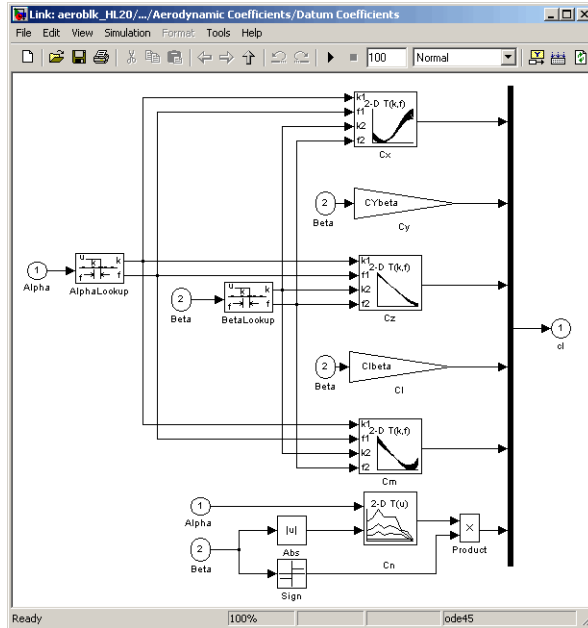 Link: aeroblk_HL20/.../Aerodynamic Coefficients/Datum Coefficients
File Edit View Simulation Format Tools Help
100 Normal
k1
f1
k2
f2
2-D T(k,f)
Cx
2
Beta
CYbeta
Cy
1
Alpha
u
k
f
k
f
AlphaLookup
2
Beta
u
k
f
k
f
BetaLookup
k1
f1
k2
f2
2-D T(k,f)
Cz
1
cl
2
Beta
Clbeta
Cl
k1
f1
k2
f2
2-D T(k,f)
Cm
1
Alpha
2-D T(u)
Cn
2
Beta
|u|
Abs
Sign
×
Product
Ready 100% ode45